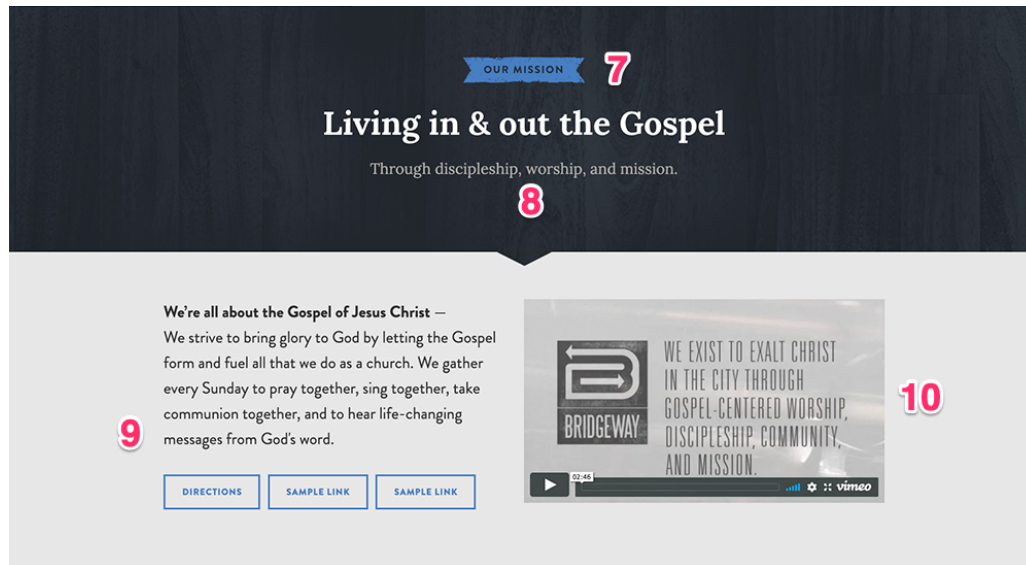 OUR MISSION
7
Living in & out the Gospel
Through discipleship, worship, and mission.
8
We're all about the Gospel of Jesus Christ —
We strive to bring glory to God by letting the Gospel
form and fuel all that we do as a church. We gather
every Sunday to pray together, sing together, take
communion together, and to hear life-changing
messages from God's word.
9
DIRECTIONS
SAMPLE LINK
SAMPLE LINK
WE EXIST TO EXALT CHRIST
IN THE CITY THROUGH
GOSPEL-CENTERED WORSHIP,
DISCIPLESHIP, COMMUNITY,
AND MISSION.
BRIDGEWAY
02:46
vimeo
10